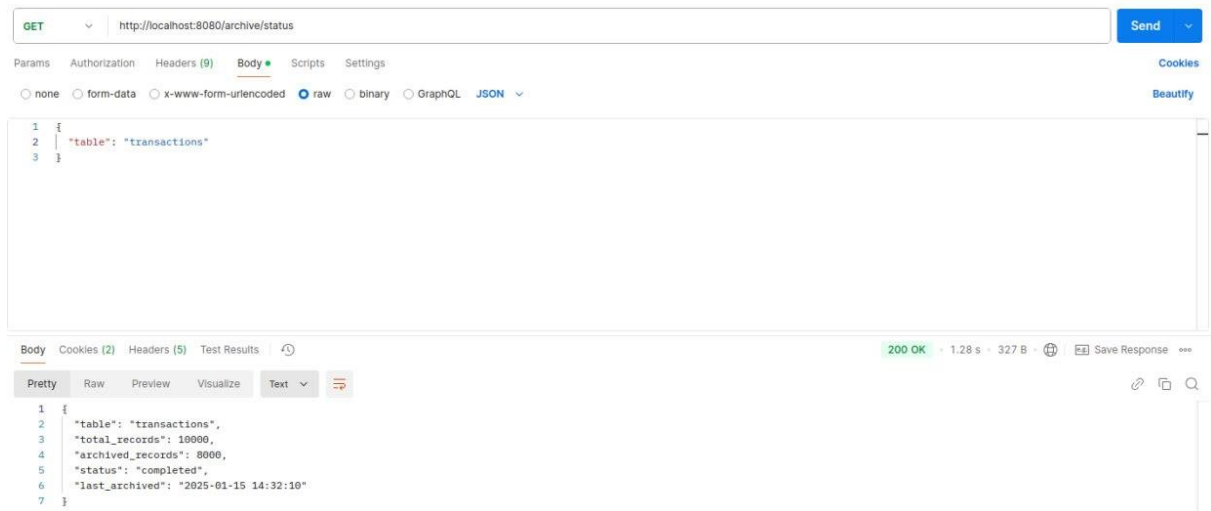 GET http://localhost:8080/archive/status Send
Params Authorization Headers (9) Body Scripts Settings Cookies
none form-data x-www-form-urlencoded raw binary GraphQL JSON Beautify
1 {
2 "table": "transactions"
3 }
Body Cookies (2) Headers (5) Test Results 200 OK 1.28 s 327 B e.g. Save Response
Pretty Raw Preview Visualize Text
1 {
2 "table": "transactions",
3 "total_records": 10000,
4 "archived_records": 8000,
5 "status": "completed",
6 "last_archived": "2025-01-15 14:32:10"
7 }